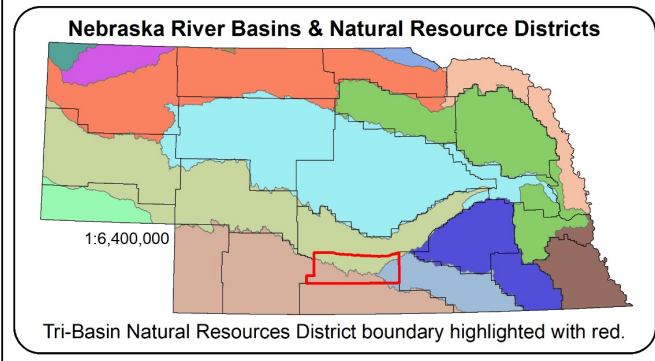 Nebraska River Basins & Natural Resource Districts
1:6,400,000
Tri-Basin Natural Resources District boundary highlighted with red.